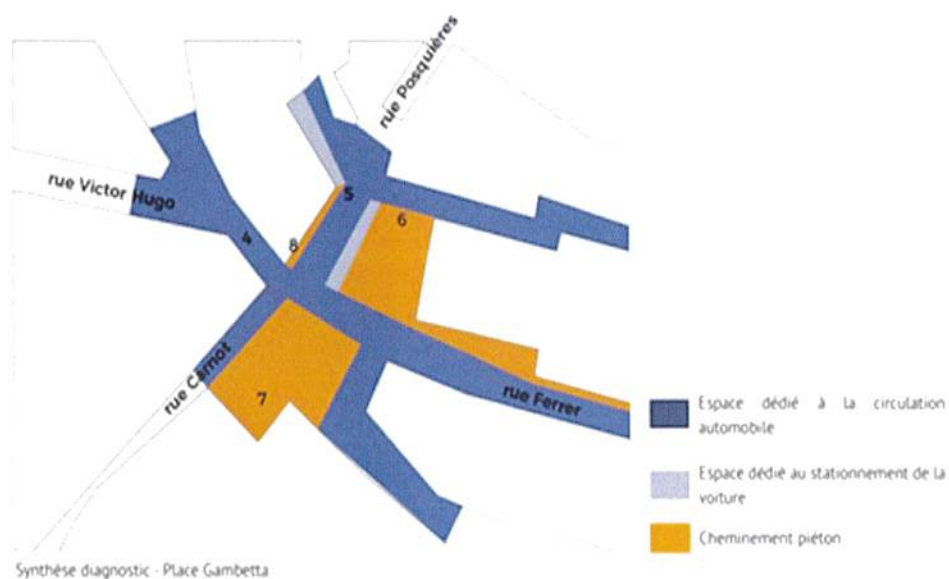 rue Posquières
rue Victor Hugo
5
6
4
8
rue Carnot
7
rue Ferrer
Espace dédié à la circulation
automobile
Espace dédié au stationnement de la
voiture
Cheminement piéton
Synthèse diagnostic - Place Gambetta